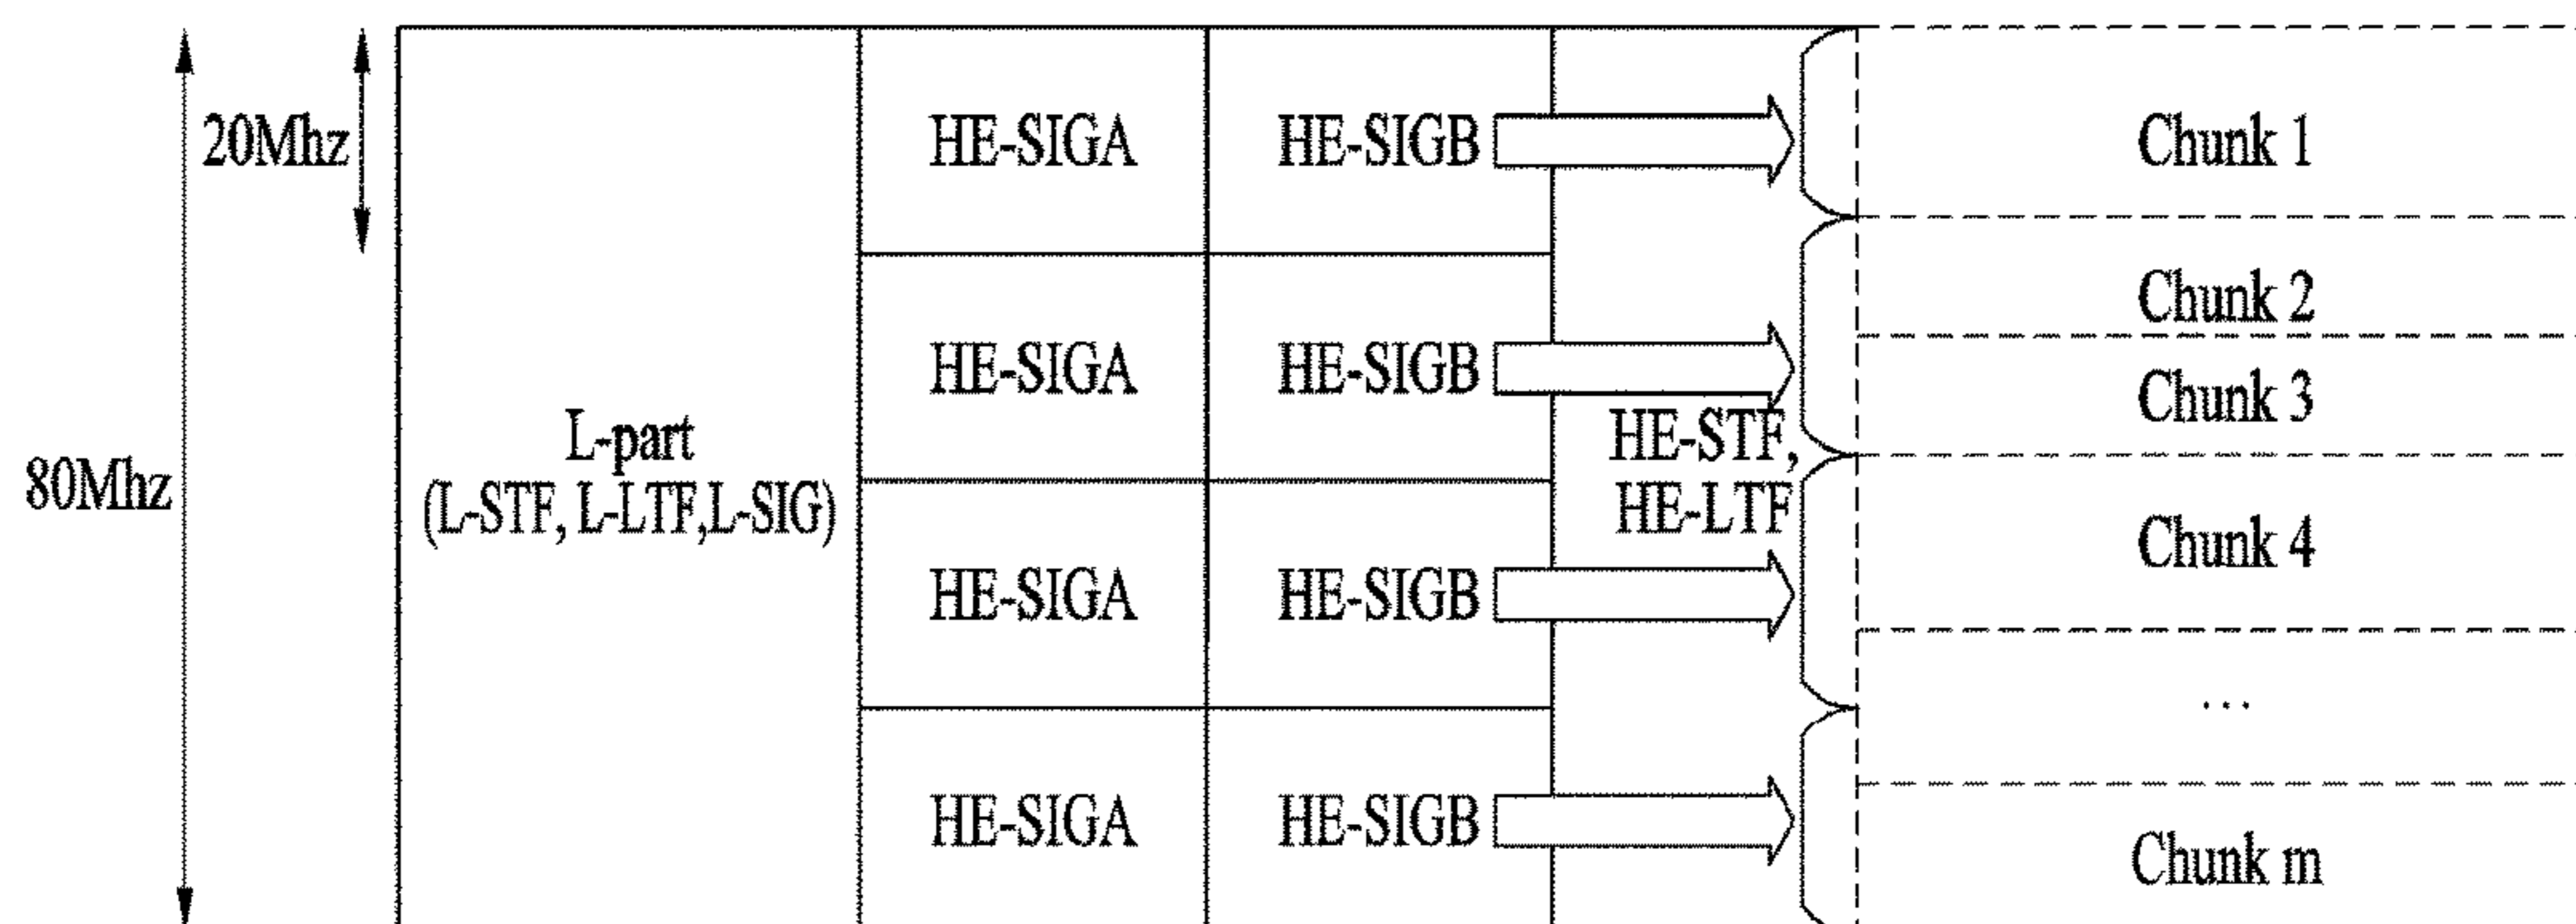 20Mhz
80Mhz
L-part
(L-STF, L-LTF,L-SIG)
HE-SIGA
HE-SIGB
HE-SIGA
HE-SIGB
HE-SIGA
HE-SIGB
HE-SIGA
HE-SIGB
HE-STF,
HE-LTF
Chunk 1
Chunk 2
Chunk 3
Chunk 4
...
Chunk m